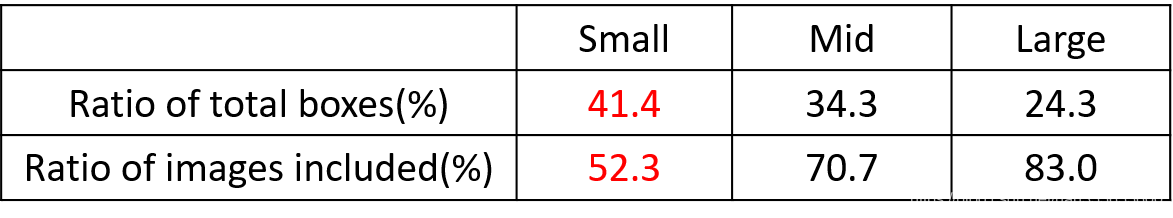 Small Mid Large
Ratio of total boxes(%) 41.4 34.3 24.3
Ratio of images included(%) 52.3 70.7 83.0